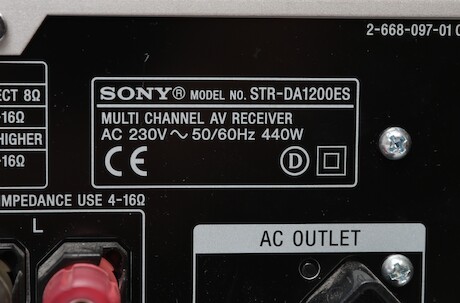 2-668-097-01
ECT 8Ω
-16Ω
HIGHER
-16Ω
SONY® MODEL NO. STR-DA1200ES
MULTI CHANNEL AV RECEIVER
AC 230V ~ 50/60Hz 440W
CE
D
IMPEDANCE USE 4-16Ω
L
AC OUTLET